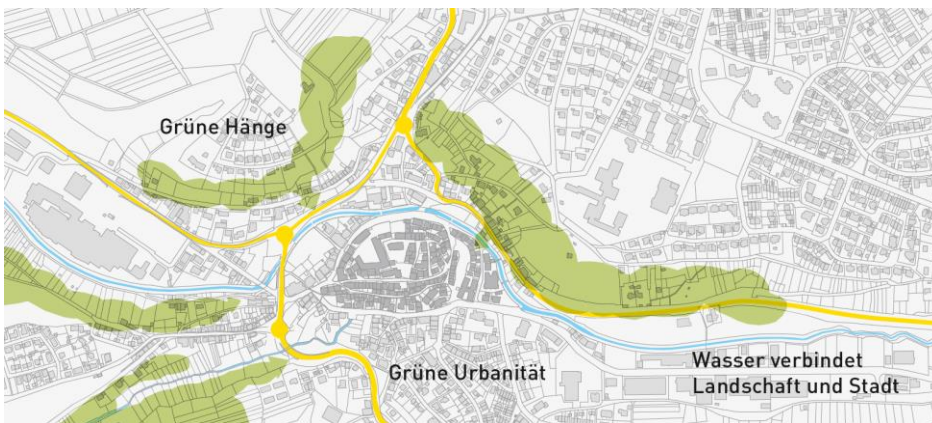 Grüne Hänge
Grüne Urbanität
Wasser verbindet
Landschaft und Stadt